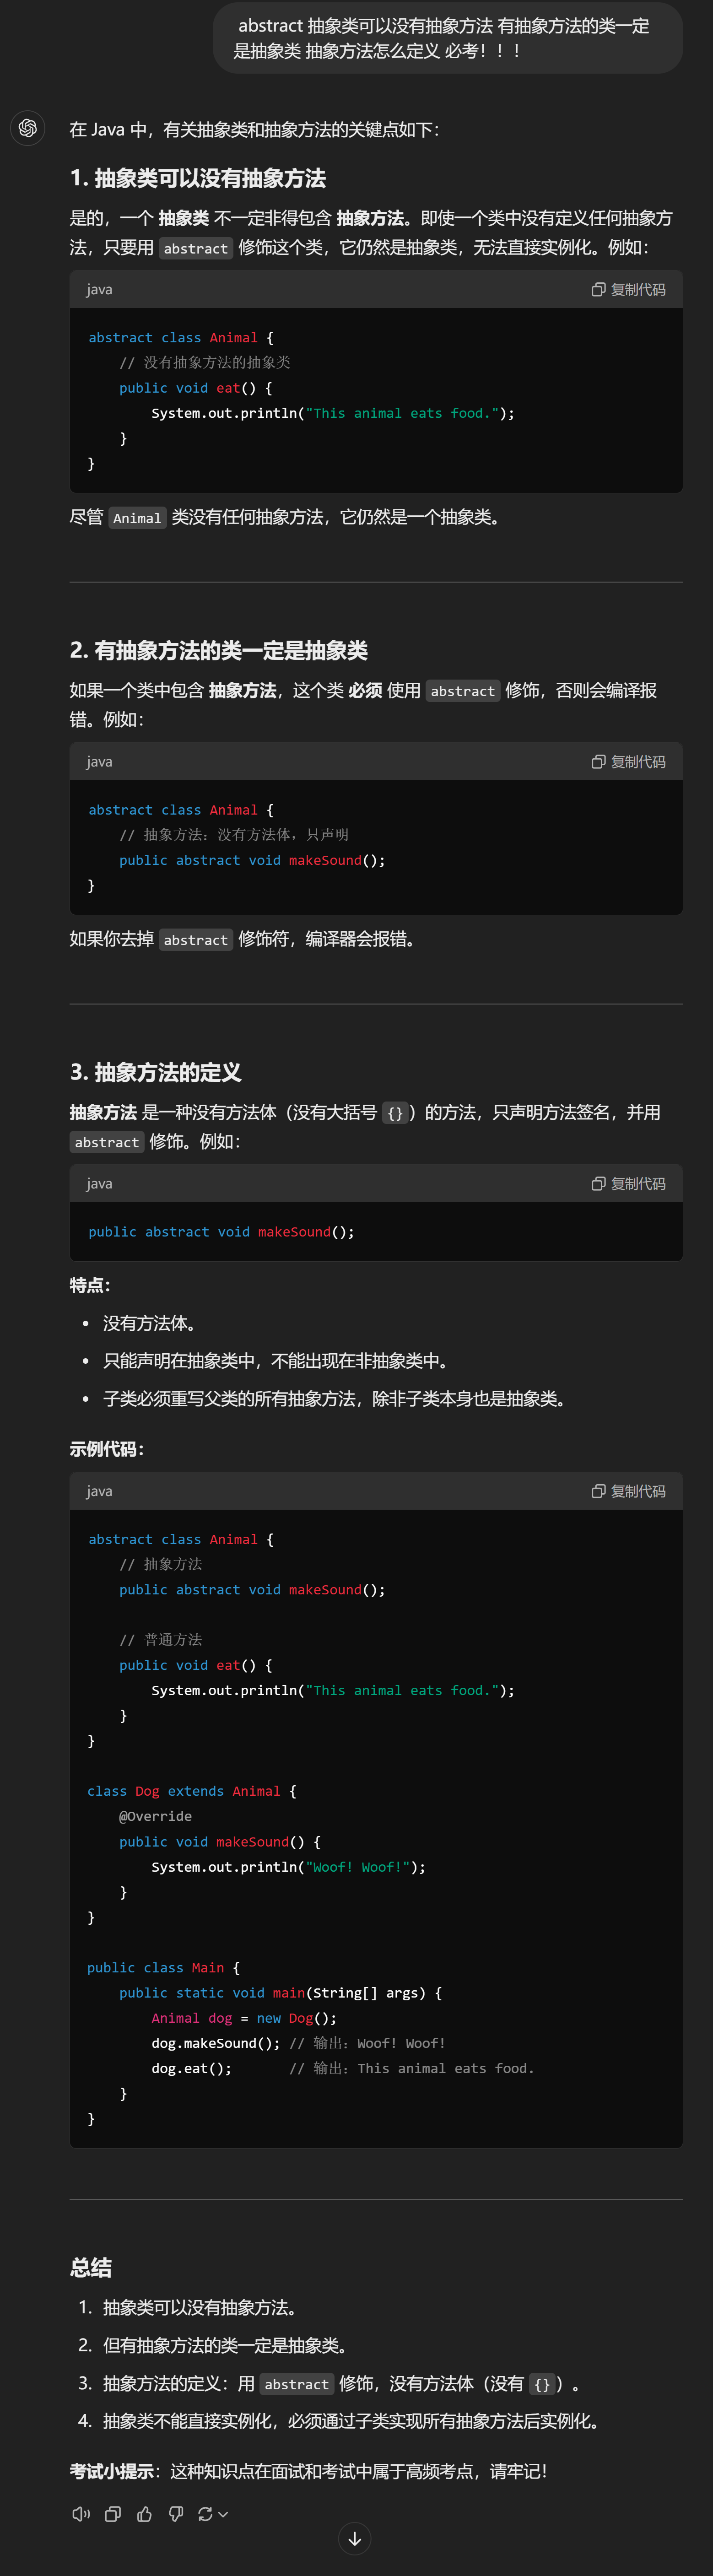 abstract 抽象类可以没有抽象方法 有抽象方法的类一定
是抽象类 抽象方法怎么定义 必考！！！
在 Java 中，有关抽象类和抽象方法的关键点如下：
1. 抽象类可以没有抽象方法
是的，一个 抽象类 不一定非得包含 抽象方法。即使一个类中没有定义任何抽象方
法，只要用 abstract 修饰这个类，它仍然是抽象类，无法直接实例化。例如：
java 复制代码
abstract class Animal {
    // 没有抽象方法的抽象类
    public void eat() {
        System.out.println("This animal eats food.");
    }
}
尽管 Animal 类没有任何抽象方法，它仍然是一个抽象类。
2. 有抽象方法的类一定是抽象类
如果一个类中包含 抽象方法，这个类 必须 使用 abstract 修饰，否则会编译报
错。例如：
java 复制代码
abstract class Animal {
    // 抽象方法：没有方法体，只声明
    public abstract void makeSound();
}
如果你去掉 abstract 修饰符，编译器会报错。
3. 抽象方法的定义
抽象方法 是一种没有方法体（没有大括号 {}）的方法，只声明方法签名，并用
abstract 修饰。例如：
java 复制代码
public abstract void makeSound();
特点：
• 没有方法体。
• 只能声明在抽象类中，不能出现在非抽象类中。
• 子类必须重写父类的所有抽象方法，除非子类本身也是抽象类。
示例代码：
java 复制代码
abstract class Animal {
    // 抽象方法
    public abstract void makeSound();
    // 普通方法
    public void eat() {
        System.out.println("This animal eats food.");
    }
}
class Dog extends Animal {
    @Override
    public void makeSound() {
        System.out.println("Woof! Woof!");
    }
}
public class Main {
    public static void main(String[] args) {
        Animal dog = new Dog();
        dog.makeSound(); // 输出：Woof! Woof!
        dog.eat();       // 输出：This animal eats food.
    }
}
总结
1. 抽象类可以没有抽象方法。
2. 但有抽象方法的类一定是抽象类。
3. 抽象方法的定义：用 abstract 修饰，没有方法体（没有 {}）。
4. 抽象类不能直接实例化，必须通过子类实现所有抽象方法后实例化。
考试小提示：这种知识点在面试和考试中属于高频考点，请牢记！